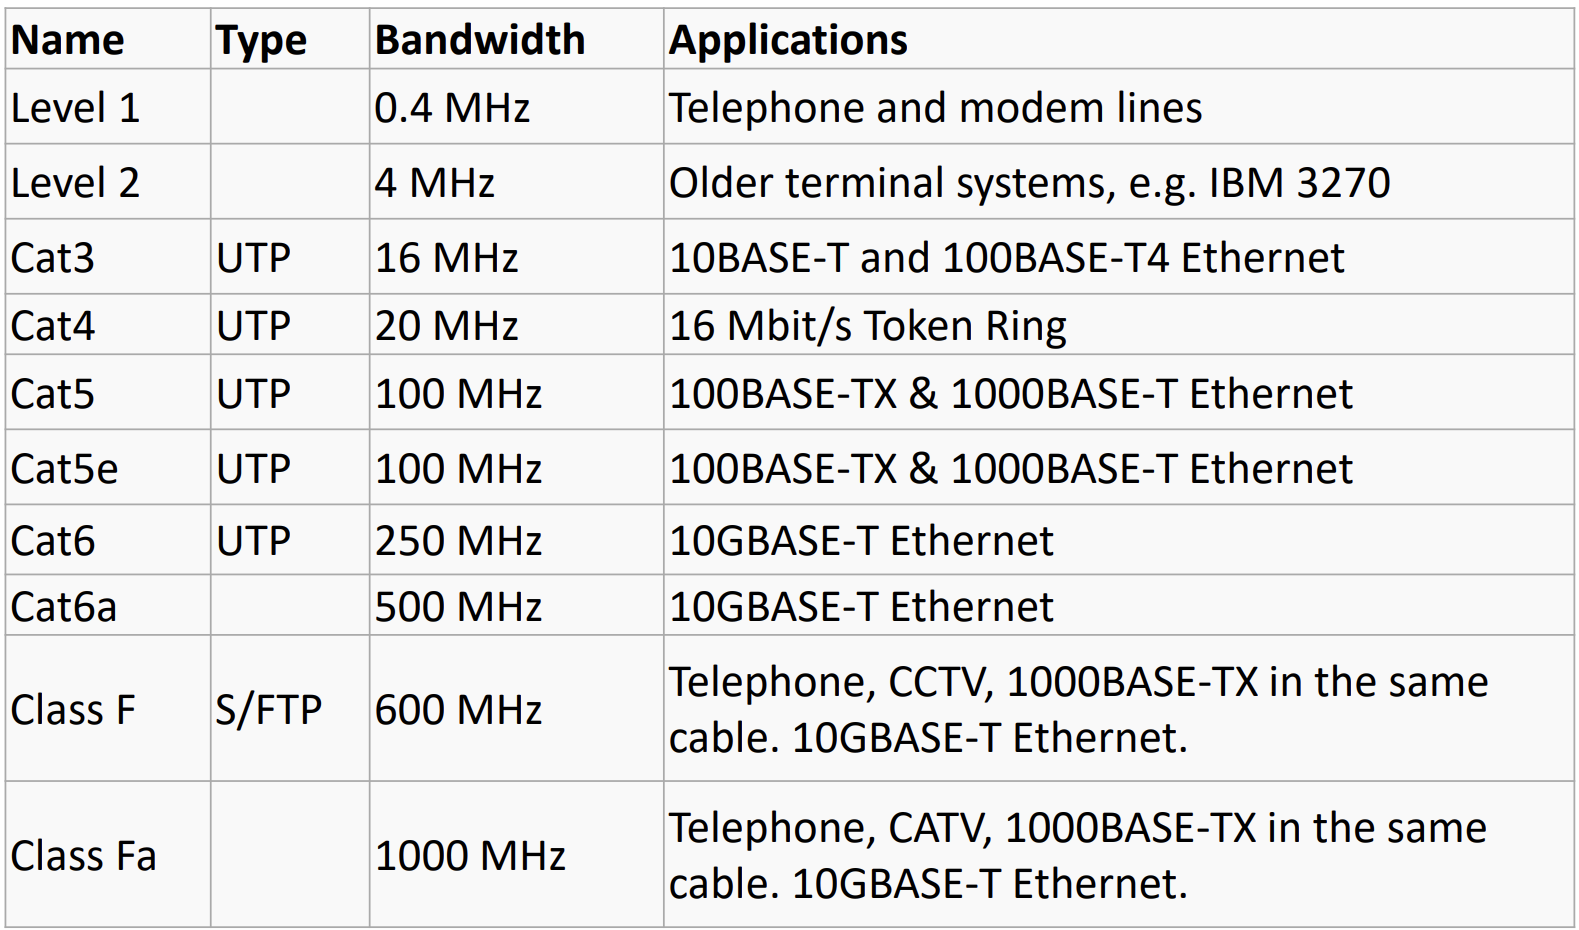 Name Type Bandwidth Applications
Level 1 0.4 MHz Telephone and modem lines
Level 2 4 MHz Older terminal systems, e.g. IBM 3270
Cat3 UTP 16 MHz 10BASE-T and 100BASE-T4 Ethernet
Cat4 UTP 20 MHz 16 Mbit/s Token Ring
Cat5 UTP 100 MHz 100BASE-TX & 1000BASE-T Ethernet
Cat5e UTP 100 MHz 100BASE-TX & 1000BASE-T Ethernet
Cat6 UTP 250 MHz 10GBASE-T Ethernet
Cat6a 500 MHz 10GBASE-T Ethernet
Class F S/FTP 600 MHz Telephone, CCTV, 1000BASE-TX in the same
cable. 10GBASE-T Ethernet.
Class Fa 1000 MHz Telephone, CATV, 1000BASE-TX in the same
cable. 10GBASE-T Ethernet.